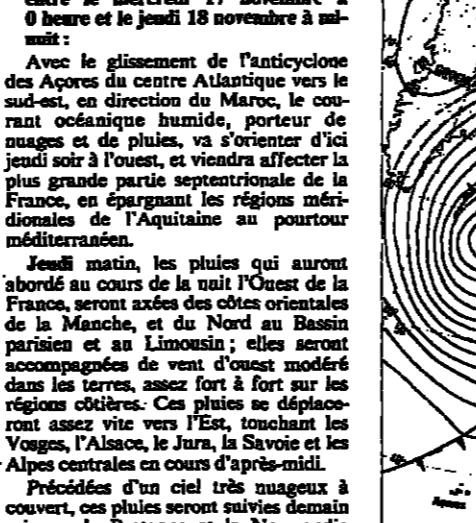 entre le mercredi 17 novembre à
0 heure et le jeudi 18 novembre à mi-
nuit :
Avec le glissement de l'anticyclone
des Açores du centre Atlantique vers le
sud-est, en direction du Maroc, le cou-
rant océanique humide, porteur de
nuages et de pluies, va s'orienter d'ici
jeudi soir à l'ouest, et viendra affecter la
plus grande partie septentrionale de la
France, en épargnant les régions méri-
dionales de l'Aquitaine au pourtour
méditerranéen.
Jeudi matin, les pluies qui auront
abordé au cours de la nuit l'Ouest de la
France, seront axées des côtes orientales
de la Manche, et du Nord au Bassin
parisien et au Limousin ; elles seront
accompagnées de vent d'ouest modéré
dans les terres, assez fort à fort sur les
régions côtières. Ces pluies se déplace-
ront assez vite vers l'Est, touchant les
Vosges, l'Alsace, le Jura, la Savoie et les
Alpes centrales en cours d'après-midi.
Précédées d'un ciel très nuageux à
couvert, ces pluies seront suivies demain
Açores